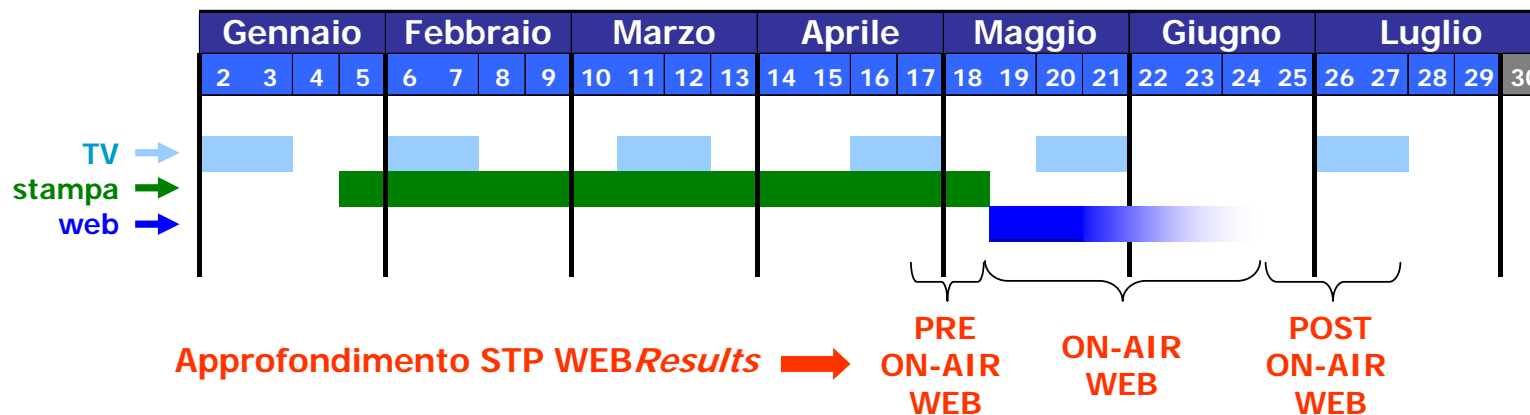 Gennaio Febbraio Marzo Aprile Maggio Giugno Luglio
2 3 4 5 6 7 8 9 10 11 12 13 14 15 16 17 18 19 20 21 22 23 24 25 26 27 28 29 30
TV
stampa
web
Approfondimento STP WEBResults
PRE
ON-AIR
WEB
ON-AIR
WEB
POST
ON-AIR
WEB